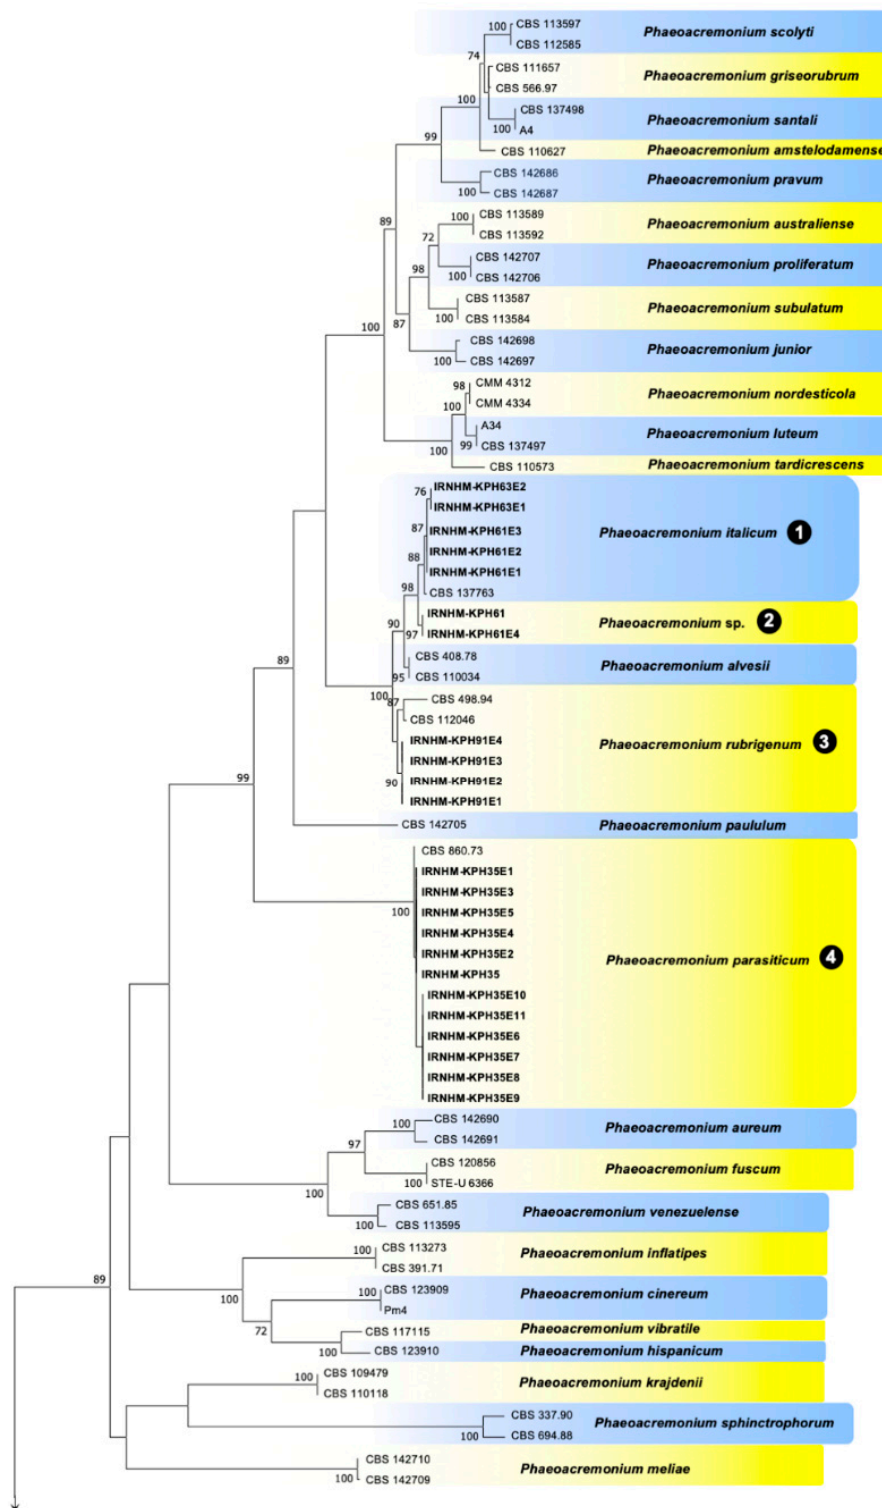 100
CBS 113597
CBS 112585
Phaeoacremonium scolyti
74
CBS 111657
CBS 566.97
Phaeoacremonium griseorubrum
100
CBS 137498
100
A4
Phaeoacremonium santali
99
CBS 110627
Phaeoacremonium amstelodamense
CBS 142686
100
CBS 142687
Phaeoacremonium pravum
89
100
CBS 113589
CBS 113592
Phaeoacremonium australiense
72
CBS 142707
100
CBS 142706
Phaeoacremonium proliferatum
98
CBS 113587
100
CBS 113584
Phaeoacremonium subulatum
100
87
CBS 142698
100
CBS 142697
Phaeoacremonium junior
98
CMM 4312
CMM 4334
Phaeoacremonium nordesticola
100
A34
99
CBS 137497
Phaeoacremonium luteum
100
CBS 110573
Phaeoacremonium tardicrescens
76
IRNHM-KPH63E2
IRNHM-KPH63E1
87
IRNHM-KPH61E3
Phaeoacremonium italicum 1
IRNHM-KPH61E2
88
IRNHM-KPH61E1
98
CBS 137763
IRNHM-KPH61
90
97
IRNHM-KPH61E4
Phaeoacremonium sp. 2
CBS 408.78
95
CBS 110034
Phaeoacremonium alvesii
89
100
87
CBS 498.94
CBS 112046
IRNHM-KPH91E4
Phaeoacremonium rubrigenum 3
IRNHM-KPH91E3
90
IRNHM-KPH91E2
IRNHM-KPH91E1
99
CBS 142705
Phaeoacremonium paululum
CBS 860.73
IRNHM-KPH35E1
IRNHM-KPH35E3
100
IRNHM-KPH35E5
IRNHM-KPH35E4
IRNHM-KPH35E2
Phaeoacremonium parasiticum 4
IRNHM-KPH35
IRNHM-KPH35E10
IRNHM-KPH35E11
IRNHM-KPH35E6
IRNHM-KPH35E7
IRNHM-KPH35E8
IRNHM-KPH35E9
100
CBS 142690
CBS 142691
Phaeoacremonium aureum
97
CBS 120856
100
STE-U 6366
Phaeoacremonium fuscum
100
CBS 651.85
100
CBS 113595
Phaeoacremonium venezuelense
100
CBS 113273
CBS 391.71
Phaeoacremonium inflatipes
89
100
100
CBS 123909
Pm4
Phaeoacremonium cinereum
72
CBS 117115
Phaeoacremonium vibratile
100
CBS 123910
Phaeoacremonium hispanicum
100
CBS 109479
CBS 110118
Phaeoacremonium krajdenii
CBS 337.90
100
CBS 694.88
Phaeoacremonium sphinctrophorum
CBS 142710
100
CBS 142709
Phaeoacremonium meliae